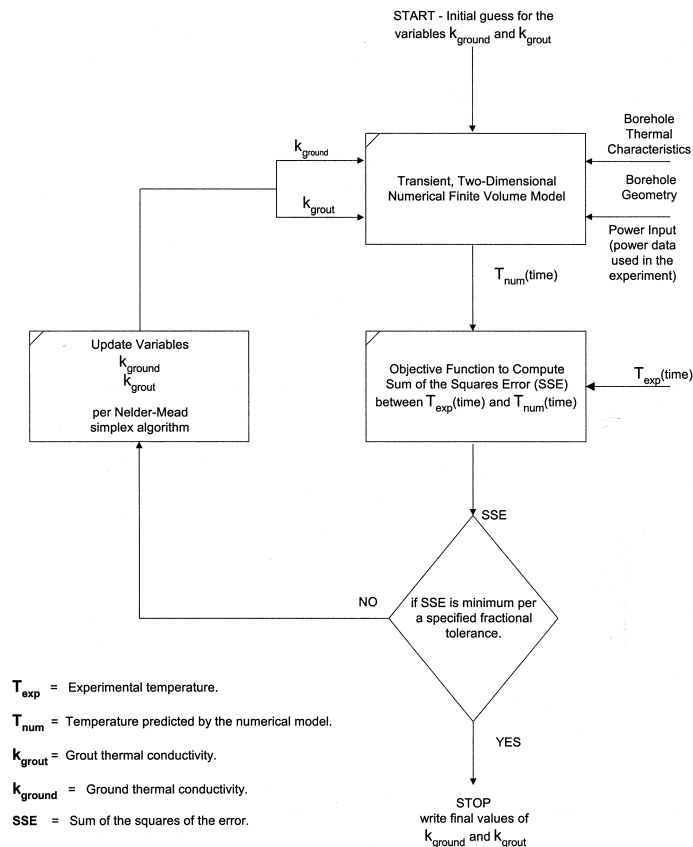 START - Initial guess for the
variables kground and kgrout
Borehole
Thermal
Characteristics
kground
Transient, Two-Dimensional
Numerical Finite Volume Model
Borehole
Geometry
kgrout
Power Input
(power data
used in the
experiment)
Tnum(time)
Update Variables
kground
kgrout
per Nelder-Mead
simplex algorithm
Objective Function to Compute
Sum of the Squares Error (SSE)
between Texp(time) and Tnum(time)
Texp(time)
SSE
NO
if SSE is minimum per
a specified fractional
tolerance.
YES
STOP
write final values of
kground and kgrout
Texp = Experimental temperature.
Tnum = Temperature predicted by the numerical model.
kgrout = Grout thermal conductivity.
kground = Ground thermal conductivity.
SSE = Sum of the squares of the error.